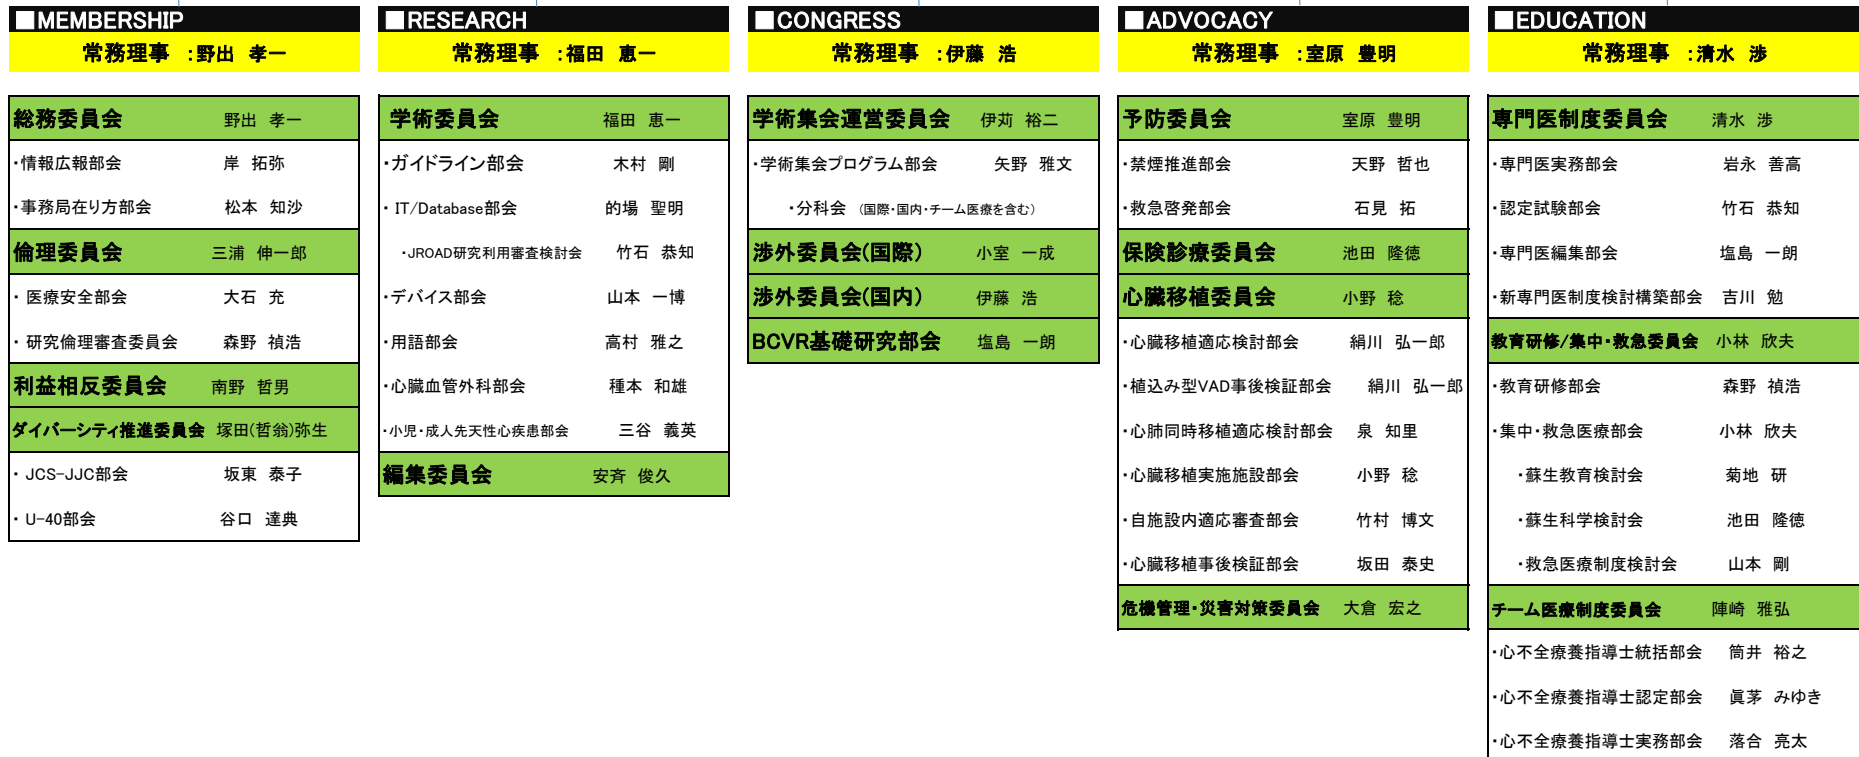 ■MEMBERSHIP
常務理事 :野出 孝一
総務委員会 野出 孝一
・情報広報部会 岸 拓弥
・事務局在り方部会 松本 知沙
倫理委員会 三浦 伸一郎
・ 医療安全部会 大石 充
・ 研究倫理審査委員会 森野 禎浩
利益相反委員会 南野 哲男
ダイバーシティ推進委員会 塚田(哲翁)弥生
・ JCS-JJC部会 坂東 泰子
・ U-40部会 谷口 達典
■RESEARCH
常務理事 :福田 恵一
学術委員会 福田 恵一
・ガイドライン部会 木村 剛
・ IT/Database部会 的場 聖明
・JROAD研究利用審査検討会 竹石 恭知
・デバイス部会 山本 一博
・用語部会 高村 雅之
・心臓血管外科部会 種本 和雄
・小児・成人先天性心疾患部会 三谷 義英
編集委員会 安斉 俊久
■CONGRESS
常務理事 :伊藤 浩
学術集会運営委員会 伊苅 裕二
・学術集会プログラム部会 矢野 雅文
・分科会 (国際・国内・チーム医療を含む)
渉外委員会(国際) 小室 一成
渉外委員会(国内) 伊藤 浩
BCVR基礎研究部会 塩島 一朗
■ADVOCACY
常務理事 :室原 豊明
予防委員会 室原 豊明
・禁煙推進部会 天野 哲也
・救急啓発部会 石見 拓
保険診療委員会 池田 隆徳
心臓移植委員会 小野 稔
・心臓移植適応検討部会 絹川 弘一郎
・植込み型VAD事後検証部会 絹川 弘一郎
・心肺同時移植適応検討部会 泉 知里
・心臓移植実施施設部会 小野 稔
・自施設内適応審査部会 竹村 博文
・心臓移植事後検証部会 坂田 泰史
危機管理・災害対策委員会 大倉 宏之
■EDUCATION
常務理事 :清水 渉
専門医制度委員会 清水 渉
・専門医実務部会 岩永 善高
・認定試験部会 竹石 恭知
・専門医編集部会 塩島 一朗
・新専門医制度検討構築部会 吉川 勉
教育研修/集中・救急委員会 小林 欣夫
・教育研修部会 森野 禎浩
・集中・救急医療部会 小林 欣夫
・蘇生教育検討会 菊地 研
・蘇生科学検討会 池田 隆徳
・救急医療制度検討会 山本 剛
チーム医療制度委員会 陣崎 雅弘
・心不全療養指導士統括部会 筒井 裕之
・心不全療養指導士認定部会 眞茅 みゆき
・心不全療養指導士実務部会 落合 亮太